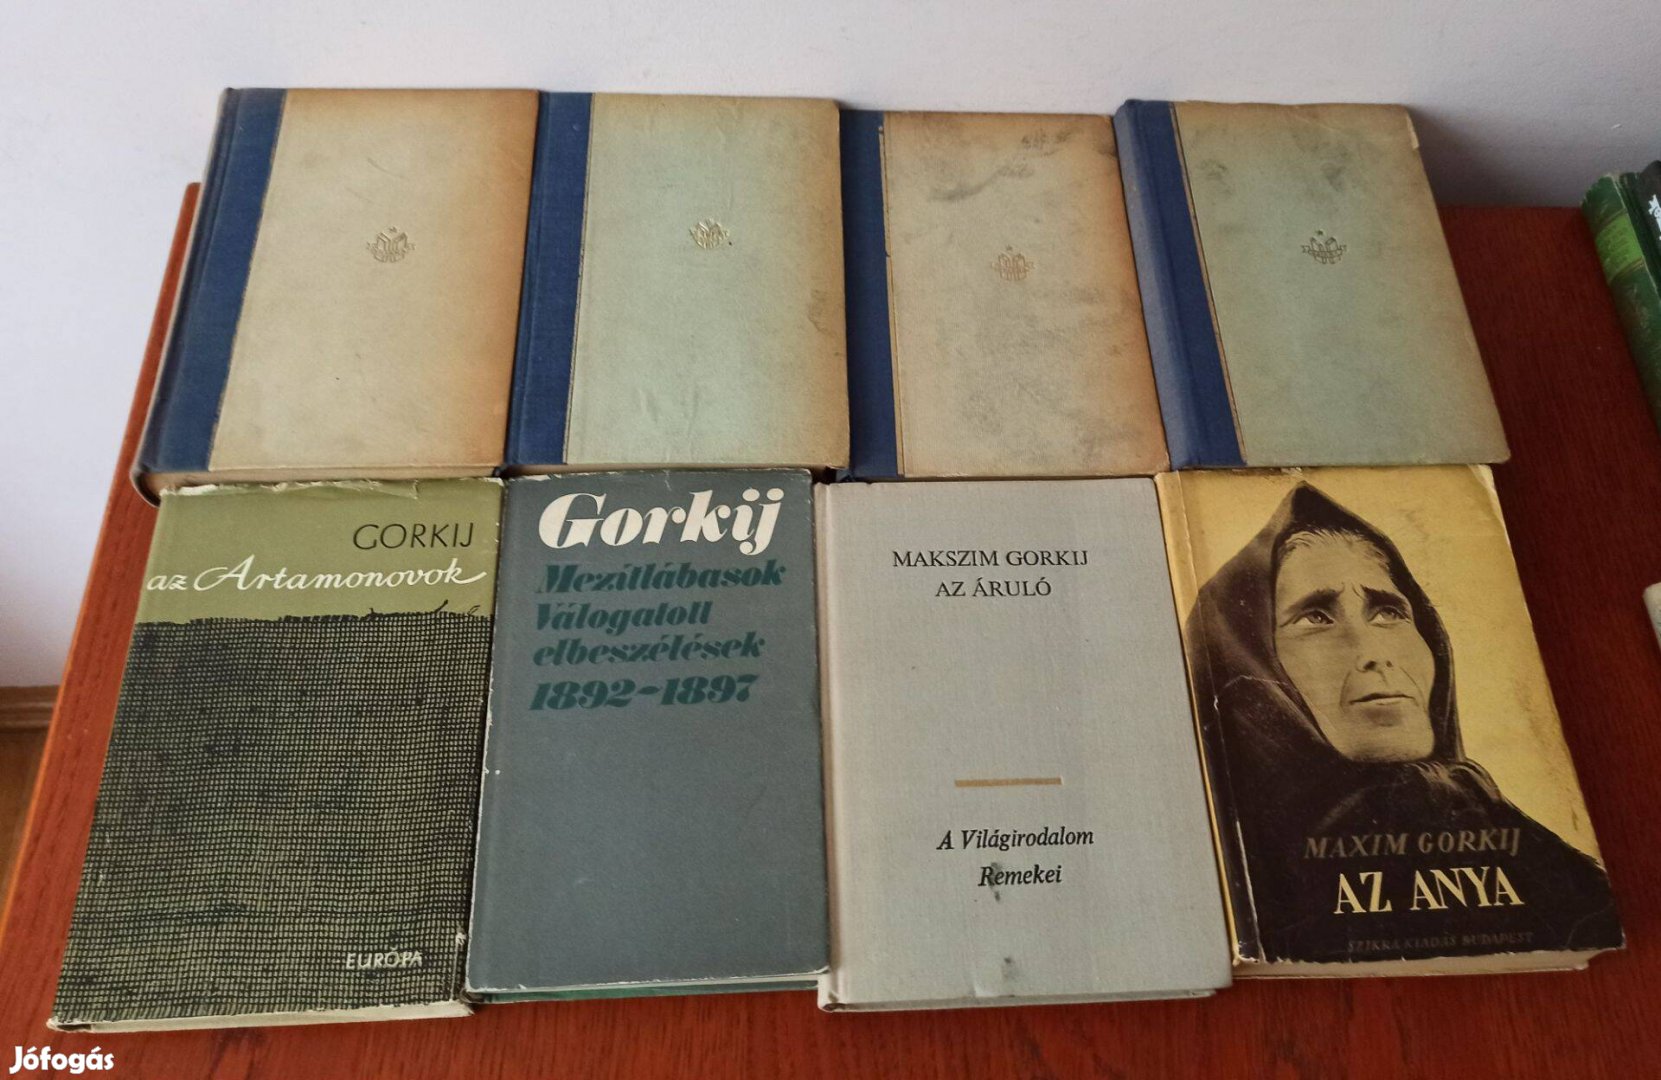 GORKIJ
az Artamonovok
EURÓPA
Gorkij
Mezítlábasok
Válogatott
elbeszélések
1892-1897
MAKSZIM GORKIJ
AZ ÁRULÓ
A Világirodalom
Remekei
MAXIM GORKIJ
AZ ANYA
SZIKRA KIADÁS BUDAPEST
Jófogás